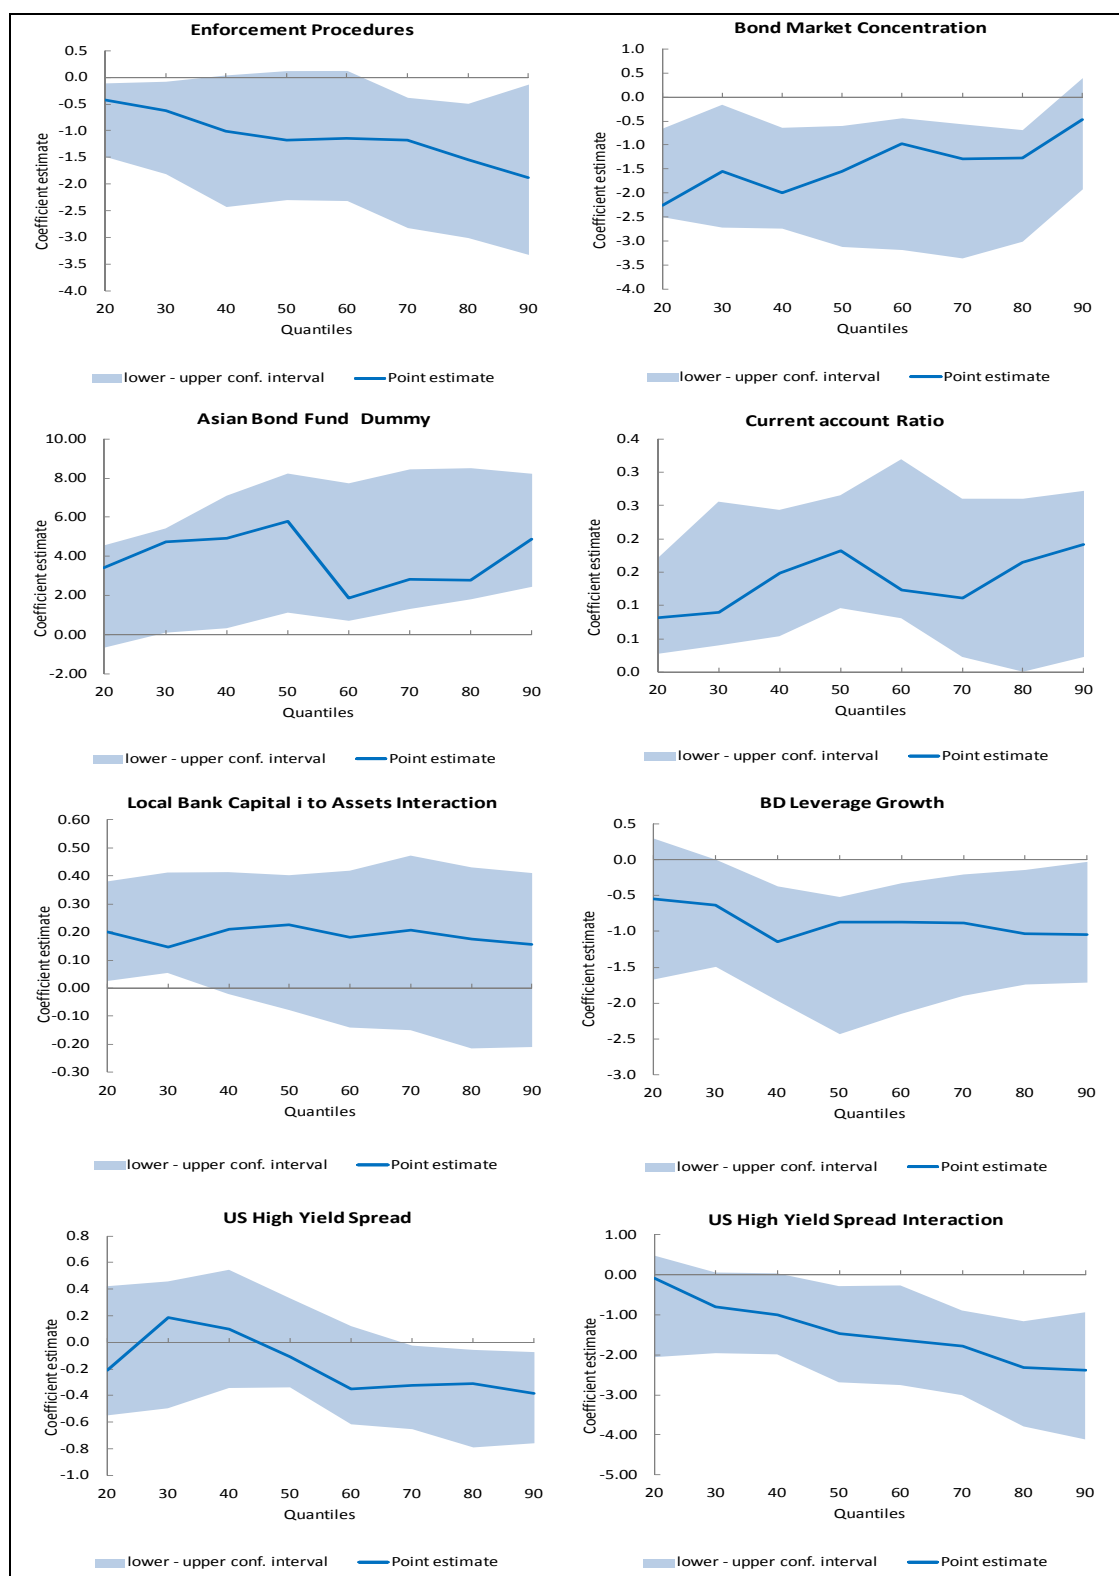 Enforcement Procedures
0.5
0.0
-0.5
-1.0
-1.5
-2.0
-2.5
-3.0
-3.5
-4.0
Coefficient estimate
20 30 40 50 60 70 80 90
Quantiles
lower - upper conf. interval Point estimate
Bond Market Concentration
1.0
0.5
0.0
-0.5
-1.0
-1.5
-2.0
-2.5
-3.0
-3.5
-4.0
Coefficient estimate
20 30 40 50 60 70 80 90
Quantiles
lower - upper conf. interval Point estimate
Asian Bond Fund Dummy
10.00
8.00
6.00
4.00
2.00
0.00
-2.00
Coefficient estimate
20 30 40 50 60 70 80 90
Quantiles
lower - upper conf. interval Point estimate
Current account Ratio
0.4
0.3
0.3
0.2
0.2
0.1
0.1
0.0
Coefficient estimate
20 30 40 50 60 70 80 90
Quantiles
lower - upper conf. interval Point estimate
Local Bank Capital i to Assets Interaction
0.60
0.50
0.40
0.30
0.20
0.10
0.00
-0.10
-0.20
-0.30
Coefficient estimate
20 30 40 50 60 70 80 90
Quantiles
lower - upper conf. interval Point estimate
BD Leverage Growth
0.5
0.0
-0.5
-1.0
-1.5
-2.0
-2.5
-3.0
Coefficient estimate
20 30 40 50 60 70 80 90
Quantiles
lower - upper conf. interval Point estimate
US High Yield Spread
0.8
0.6
0.4
0.2
0.0
-0.2
-0.4
-0.6
-0.8
-1.0
Coefficient estimate
20 30 40 50 60 70 80 90
Quantiles
lower - upper conf. interval Point estimate
US High Yield Spread Interaction
1.00
0.00
-1.00
-2.00
-3.00
-4.00
-5.00
Coefficient estimate
20 30 40 50 60 70 80 90
Quantiles
lower - upper conf. interval Point estimate